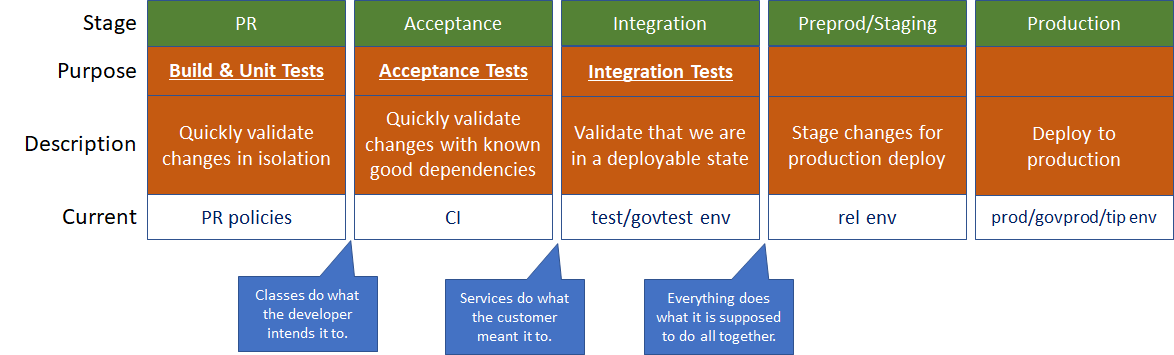 Stage PR Acceptance Integration Preprod/Staging Production
Purpose Build & Unit Tests Acceptance Tests Integration Tests
Description
Quickly validate
changes in isolation
Quickly validate
changes with known
good dependencies
Validate that we are
in a deployable state
Stage changes for
production deploy
Deploy to
production
Current PR policies CI test/govtest env rel env prod/govprod/tip env
Classes do what
the developer
intends it to.
Services do what
the customer
meant it to.
Everything does
what it is supposed
to do all together.